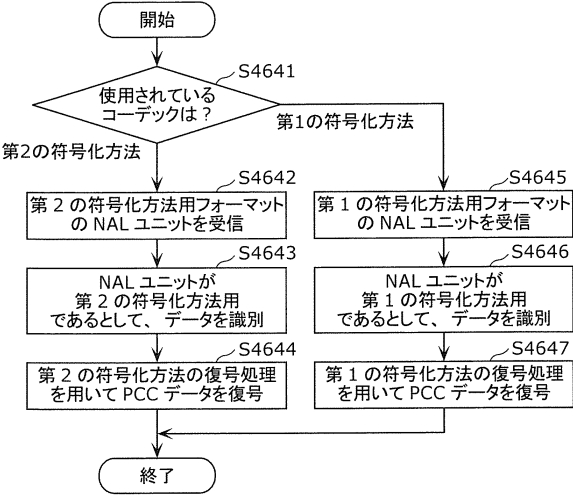 開始
S4641
使用されている
コーデックは？
第2の符号化方法
第1の符号化方法
S4642
第２の符号化方法用フォーマット
の NAL ユニットを受信
S4643
NAL ユニットが
第２の符号化方法用
であるとして、データを識別
S4644
第２の符号化方法の復号処理
を用いて PCC データを復号
S4645
第１の符号化方法用フォーマット
の NAL ユニットを受信
S4646
NAL ユニットが
第１の符号化方法用
であるとして、データを識別
S4647
第１の符号化方法の復号処理
を用いて PCC データを復号
終了